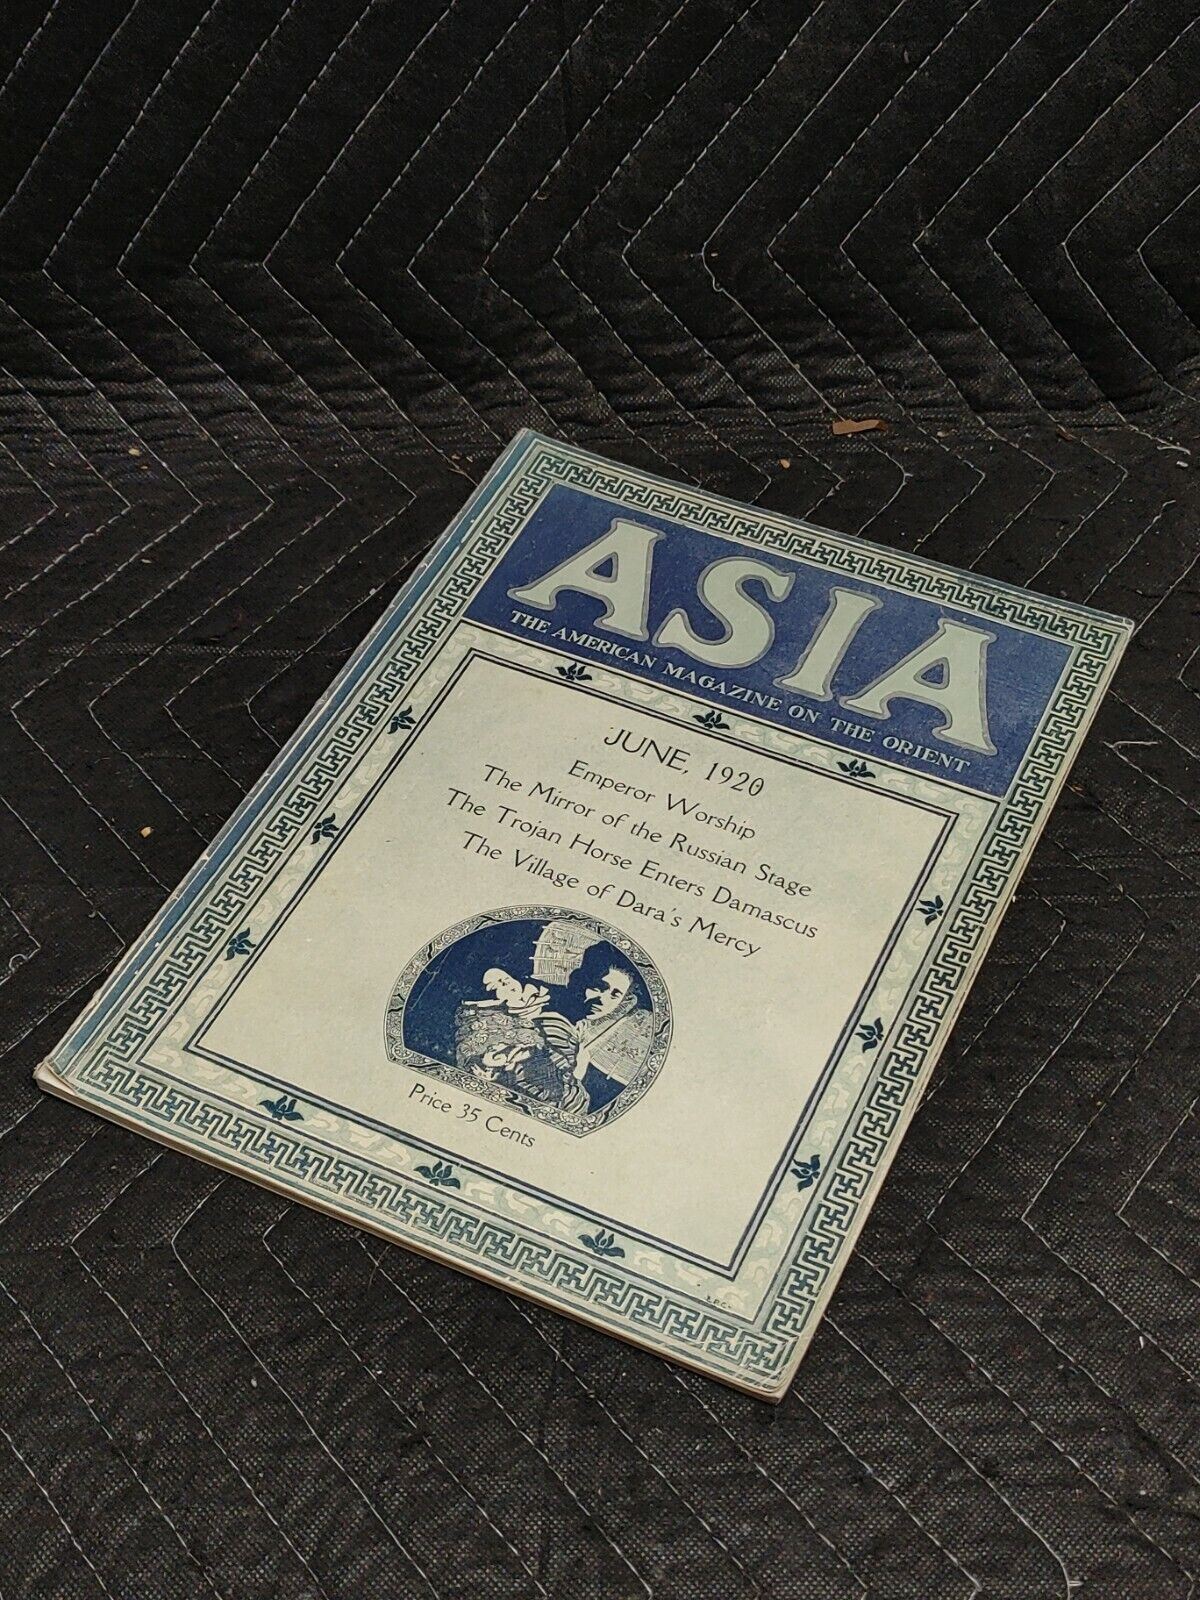 ASIA
THE AMERICAN MAGAZINE ON THE ORIENT
JUNE, 1920
Emperor Worship
The Mirror of the Russian Stage
The Trojan Horse Enters Damascus
The Village of Dara's Mercy
Price 35 Cents